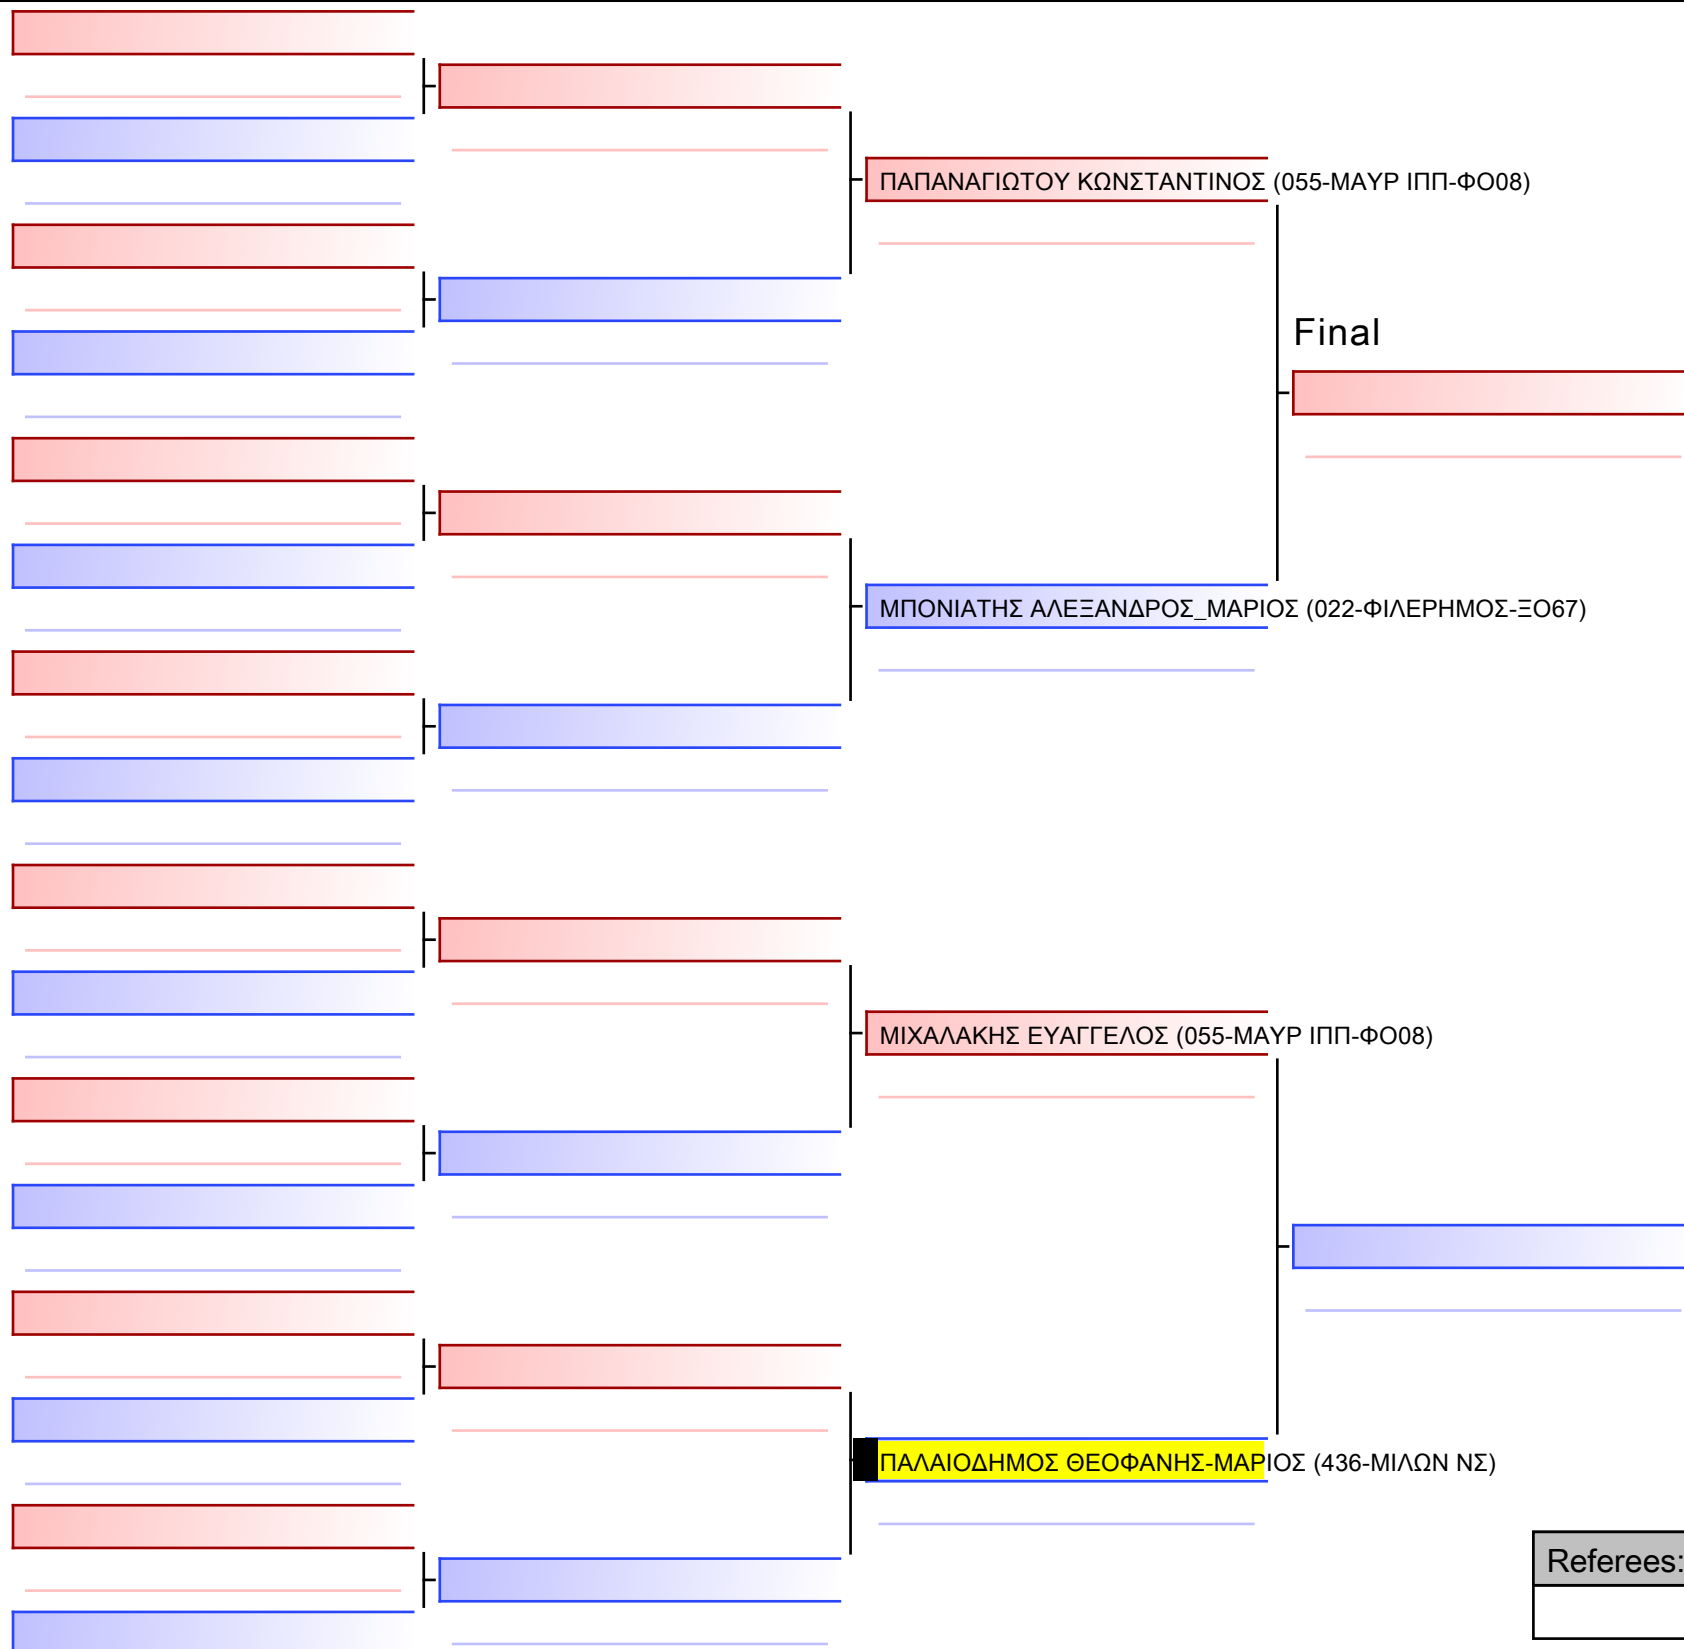 ΠΑΠΑΝΑΓΙΩΤΟΥ ΚΩΝΣΤΑΝΤΙΝΟΣ (055-ΜΑΥΡ ΙΠΠ-ΦΟ08)
Final
ΜΠΟΝΙΑΤΗΣ ΑΛΕΞΑΝΔΡΟΣ_ΜΑΡΙΟΣ (022-ΦΙΛΕΡΗΜΟΣ-ΞΟ67)
ΜΙΧΑΛΑΚΗΣ ΕΥΑΓΓΕΛΟΣ (055-ΜΑΥΡ ΙΠΠ-ΦΟ08)
ΠΑΛΑΙΟΔΗΜΟΣ ΘΕΟΦΑΝΗΣ-ΜΑΡΙΟΣ (436-ΜΙΛΩΝ ΝΣ)
Referees: